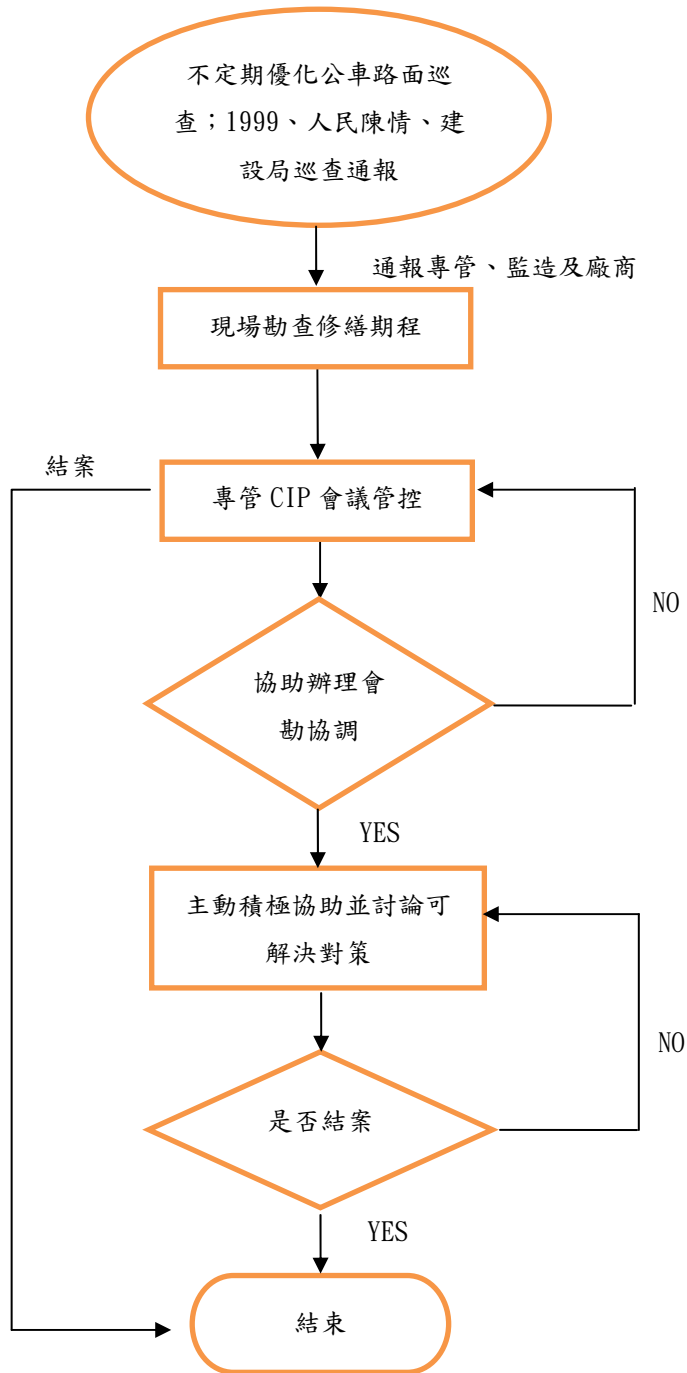 不定期優化公車路面巡
查；1999、人民陳情、建
設局巡查通報
通報專管、監造及廠商
現場勘查修繕期程
結案
專管 CIP 會議管控
NO
協助辦理會
勘協調
YES
主動積極協助並討論可
解決對策
NO
是否結案
YES
結束